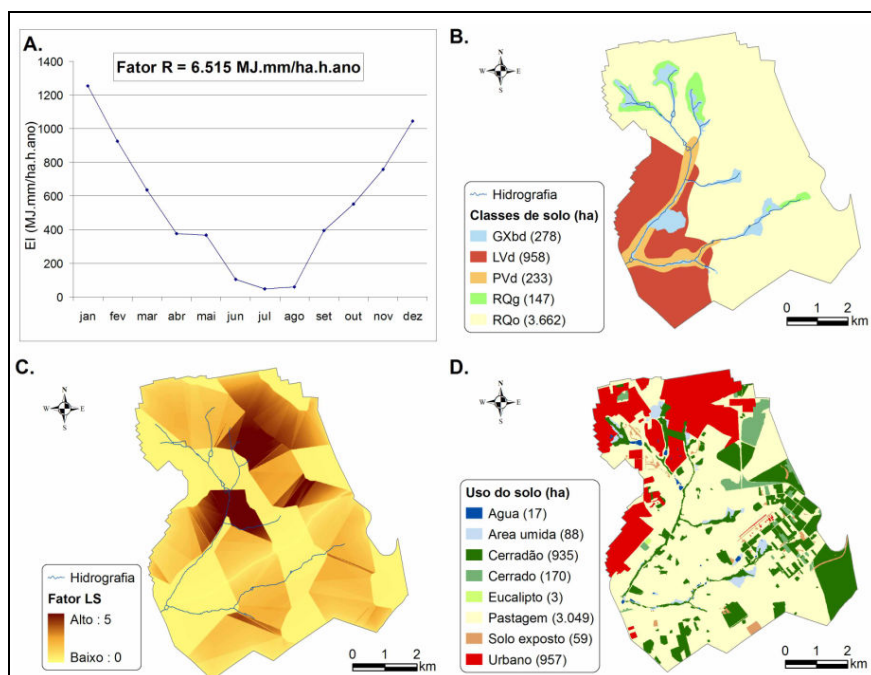 A.
Fator R = 6.515 MJ.mm/ha.h.ano
EI (MJ.mm/ha.h.ano)
1400
1200
1000
800
600
400
200
0
jan fev mar abr mai jun jul ago set out nov dez
B.
N
W E
S
Hidrografia
Classes de solo (ha)
GXbd (278)
LVd (958)
PVd (233)
RQg (147)
RQo (3.662)
0 1 2
km
C.
N
W E
S
Hidrografia
Fator LS
Alto : 5
Baixo : 0
0 1 2
km
D.
N
W E
S
Uso do solo (ha)
Agua (17)
Area umida (88)
Cerradão (935)
Cerrado (170)
Eucalipto (3)
Pastagem (3.049)
Solo exposto (59)
Urbano (957)
0 1 2
km